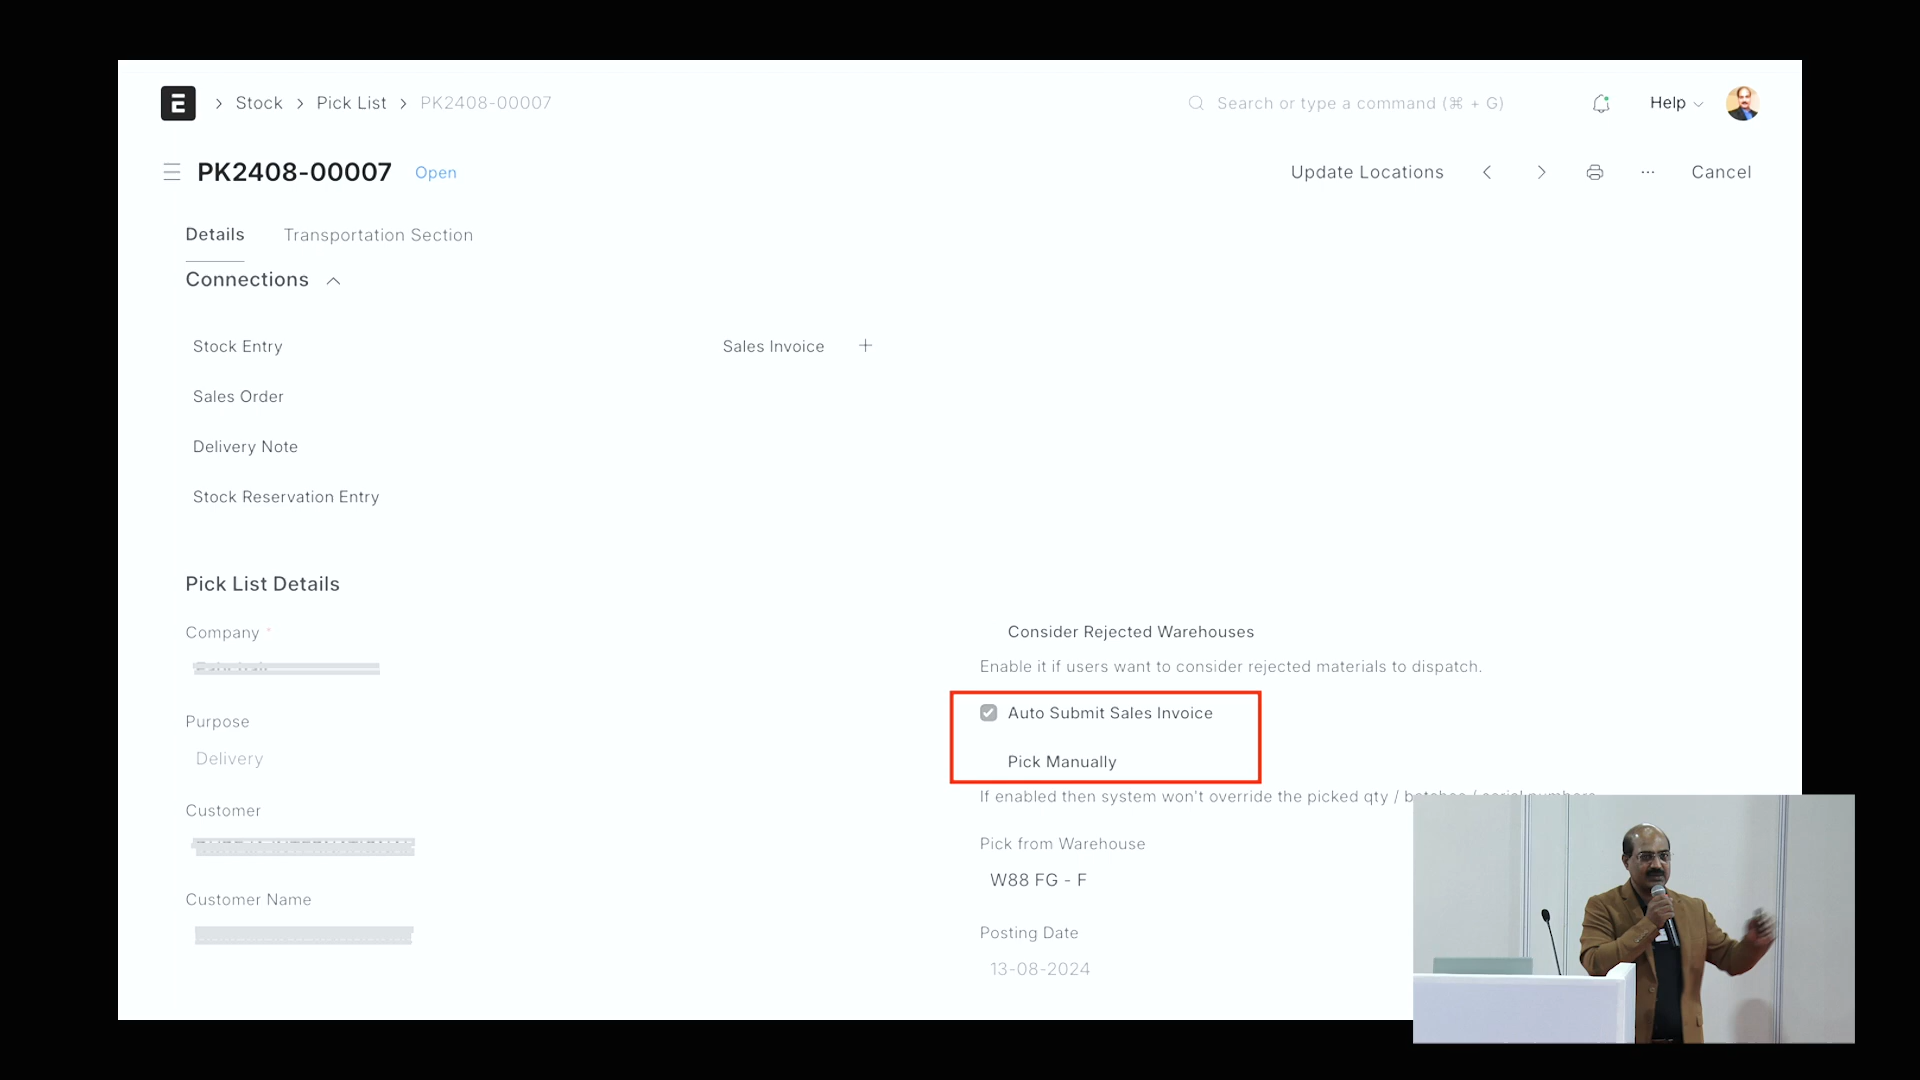 E > Stock > Pick List > PK2408-00007
Search or type a command (⌘ + G)
Help
PK2408-00007 Open
Update Locations
...
Cancel
Details Transportation Section
Connections
Stock Entry
Sales Invoice +
Sales Order
Delivery Note
Stock Reservation Entry
Pick List Details
Company *
Purpose
Delivery
Customer
Customer Name
Consider Rejected Warehouses
Enable it if users want to consider rejected materials to dispatch.
Auto Submit Sales Invoice
Pick Manually
If enabled then system won't override the picked qty / batches / serial numbers
Pick from Warehouse
W88 FG - F
Posting Date
13-08-2024